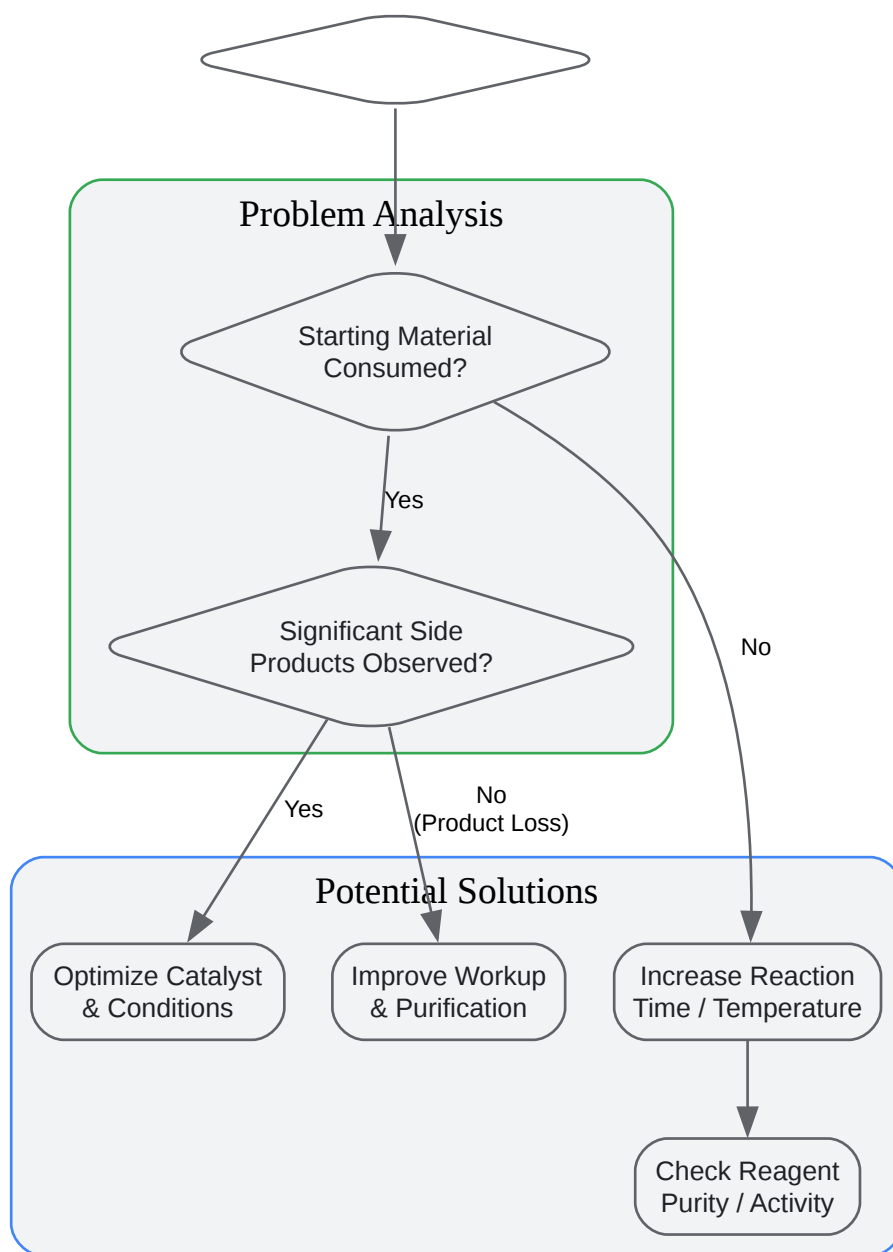 Problem Analysis
Starting Material
Consumed?
Yes
Significant Side
Products Observed?
No
Yes
No
(Product Loss)
Potential Solutions
Optimize Catalyst
& Conditions
Improve Workup
& Purification
Increase Reaction
Time / Temperature
Check Reagent
Purity / Activity